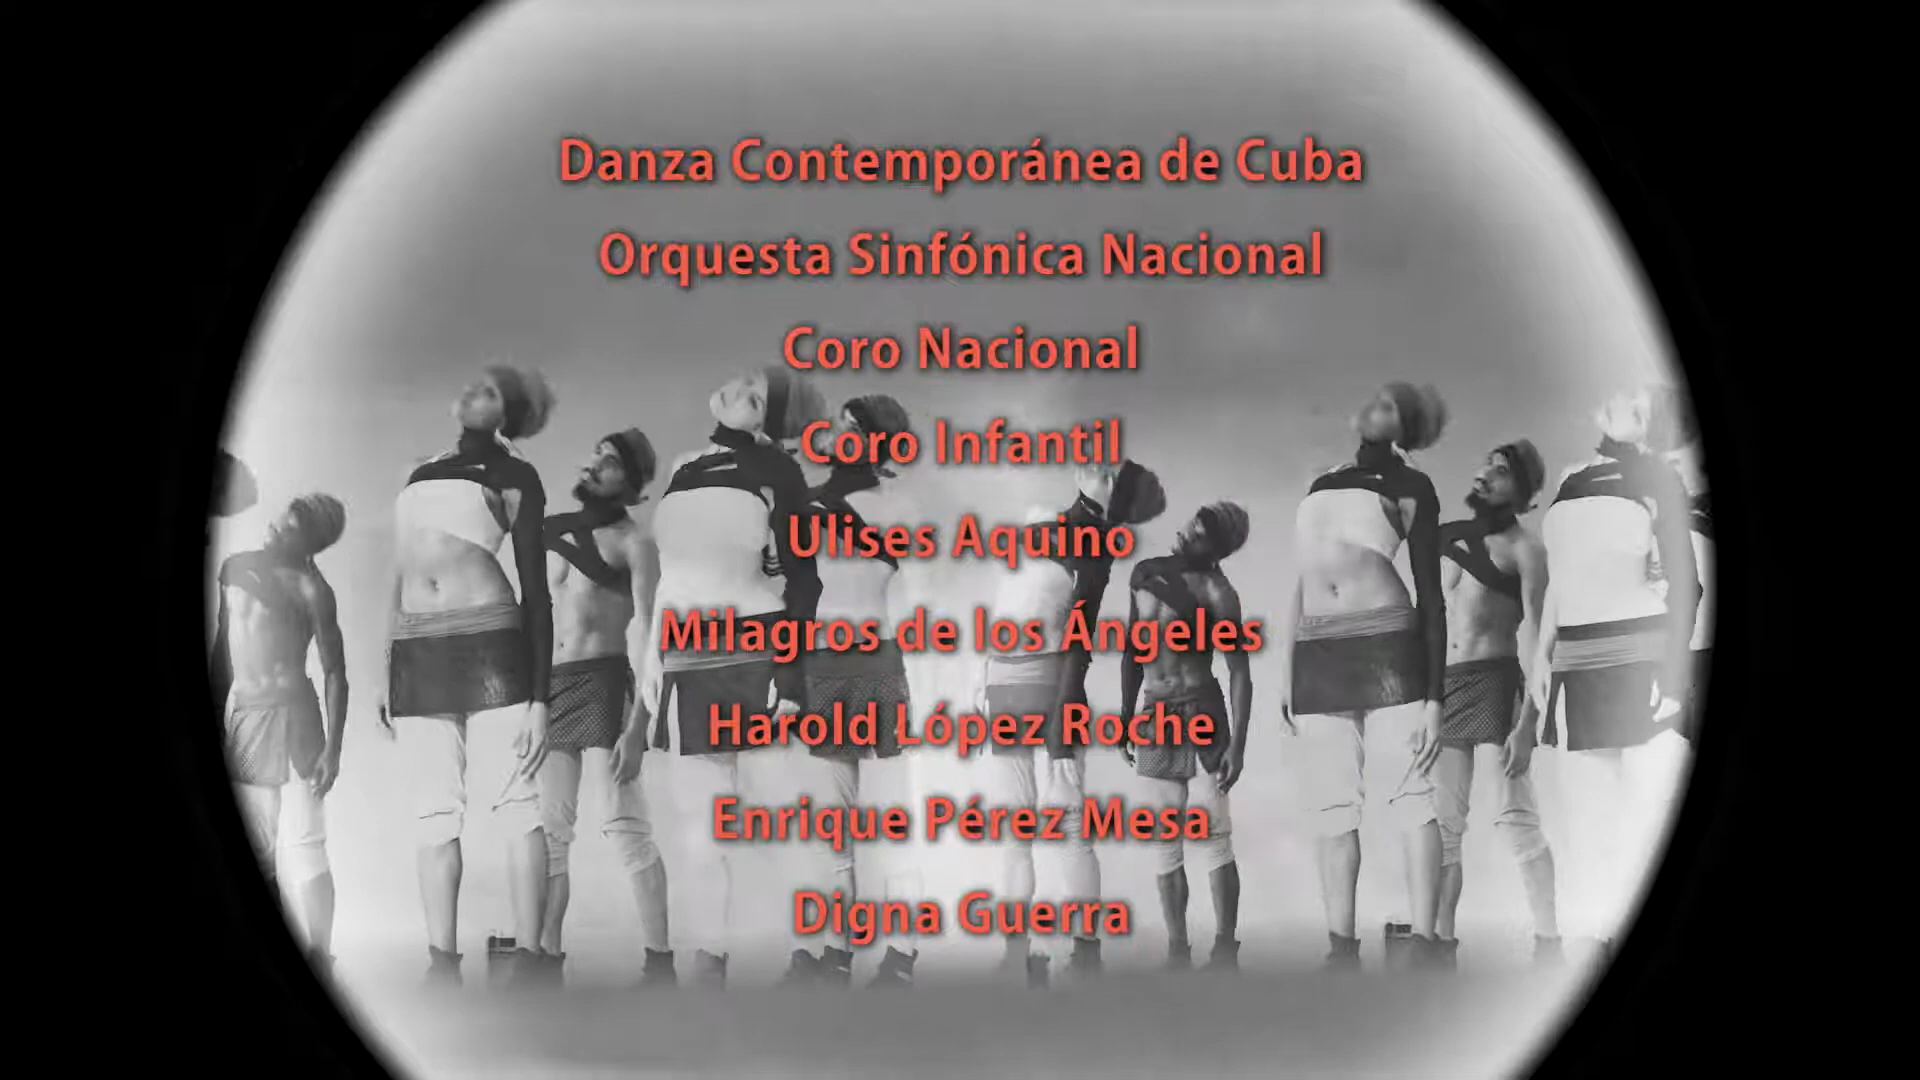 Danza Contemporánea de Cuba
Orquesta Sinfónica Nacional
Coro Nacional
Coro Infantil
Ulises Aquino
Milagros de los Ángeles
Harold López Roche
Enrique Pérez Mesa
Digna Guerra